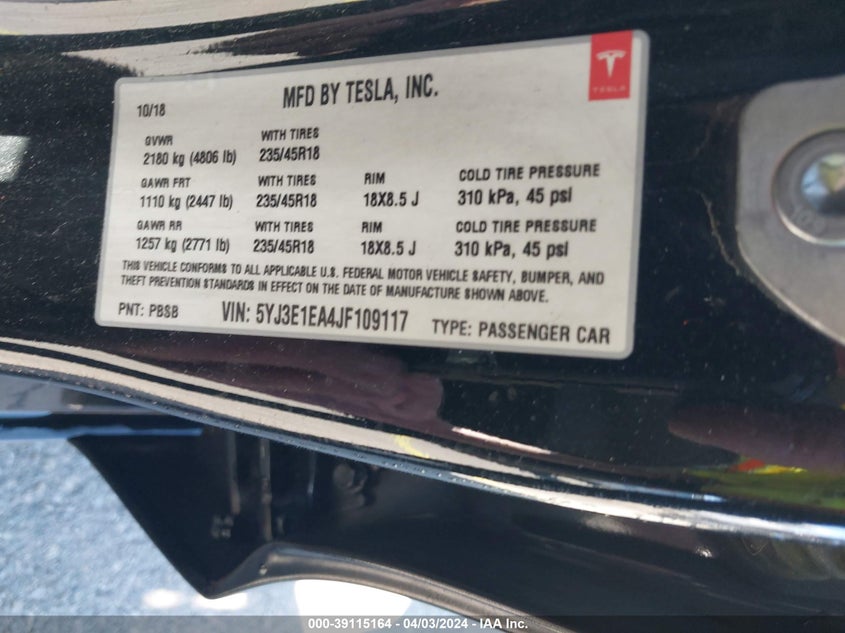 MFD BY TESLA, INC.
TESLA
10/18
GVWR WITH TIRES
2180 kg (4806 lb) 235/45R18
GAWR FRT WITH TIRES RIM COLD TIRE PRESSURE
1110 kg (2447 lb) 235/45R18 18X8.5 J 310 kPa, 45 psi
GAWR RR WITH TIRES RIM COLD TIRE PRESSURE
1257 kg (2771 lb) 235/45R18 18X8.5 J 310 kPa, 45 psi
THIS VEHICLE CONFORMS TO ALL APPLICABLE U.S. FEDERAL MOTOR VEHICLE SAFETY, BUMPER, AND
THEFT PREVENTION STANDARDS IN EFFECT ON THE DATE OF MANUFACTURE SHOWN ABOVE.
PNT: PBSB VIN: 5YJ3E1EA4JF109117 TYPE: PASSENGER CAR
000-39115164 - 04/03/2024 - IAA Inc.